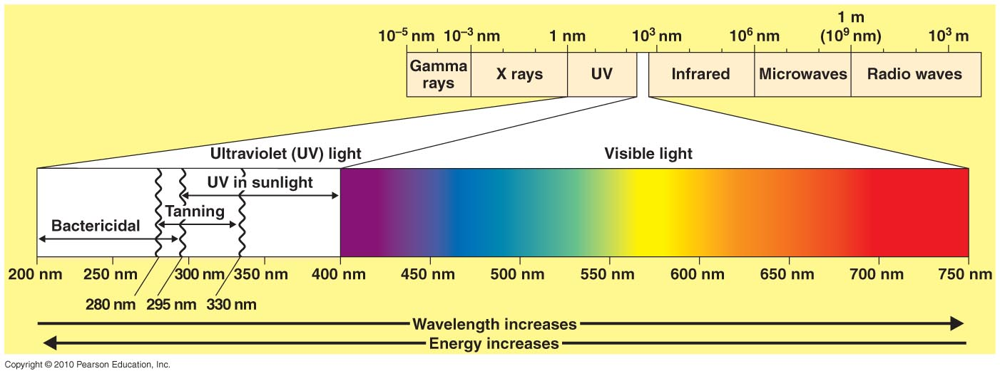 1 m
10⁻⁵ nm 10⁻³ nm 1 nm 10³ nm 10⁶ nm (10⁹ nm) 10³ m
Gamma rays X rays UV Infrared Microwaves Radio waves
Ultraviolet (UV) light Visible light
UV in sunlight
Tanning
Bactericidal
200 nm 250 nm 300 nm 350 nm 400 nm 450 nm 500 nm 550 nm 600 nm 650 nm 700 nm 750 nm
280 nm 295 nm 330 nm
Wavelength increases
Energy increases
Copyright © 2010 Pearson Education, Inc.